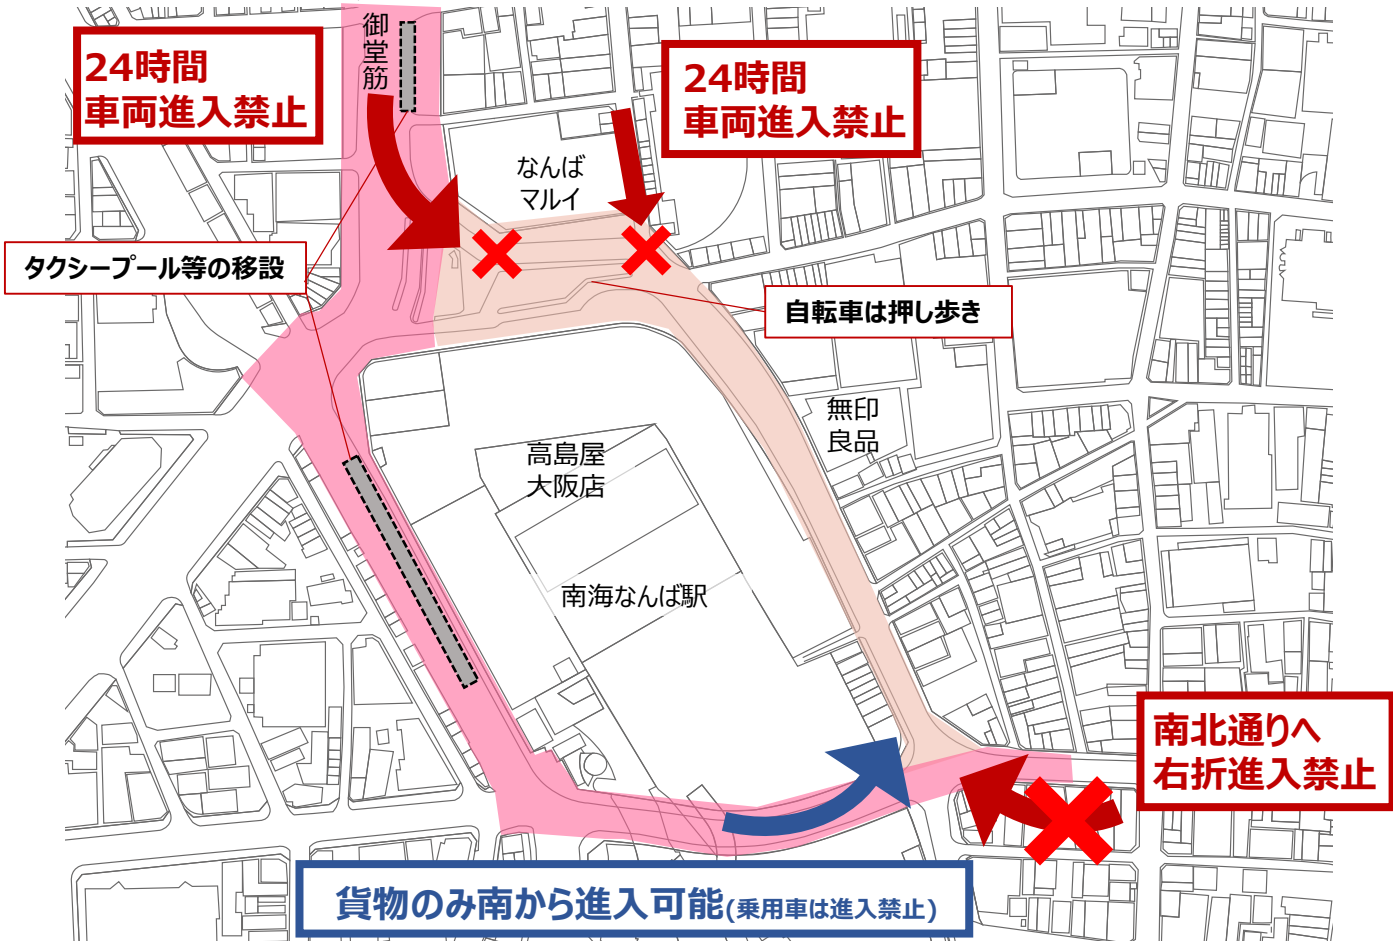 御堂筋
24時間
車両進入禁止
24時間
車両進入禁止
なんば
マルイ
タクシープール等の移設
自転車は押し歩き
無印
良品
高島屋
大阪店
南海なんば駅
南北通りへ
右折進入禁止
貨物のみ南から進入可能(乗用車は進入禁止)